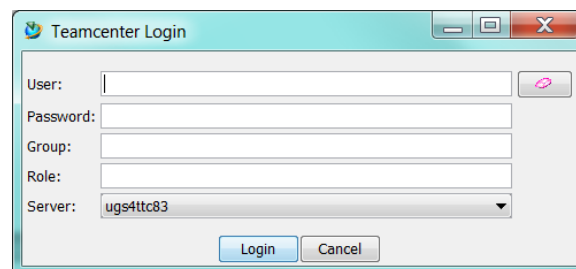 Teamcenter Login
User:
Password:
Group:
Role:
Server: ugs4ttc83
Login Cancel